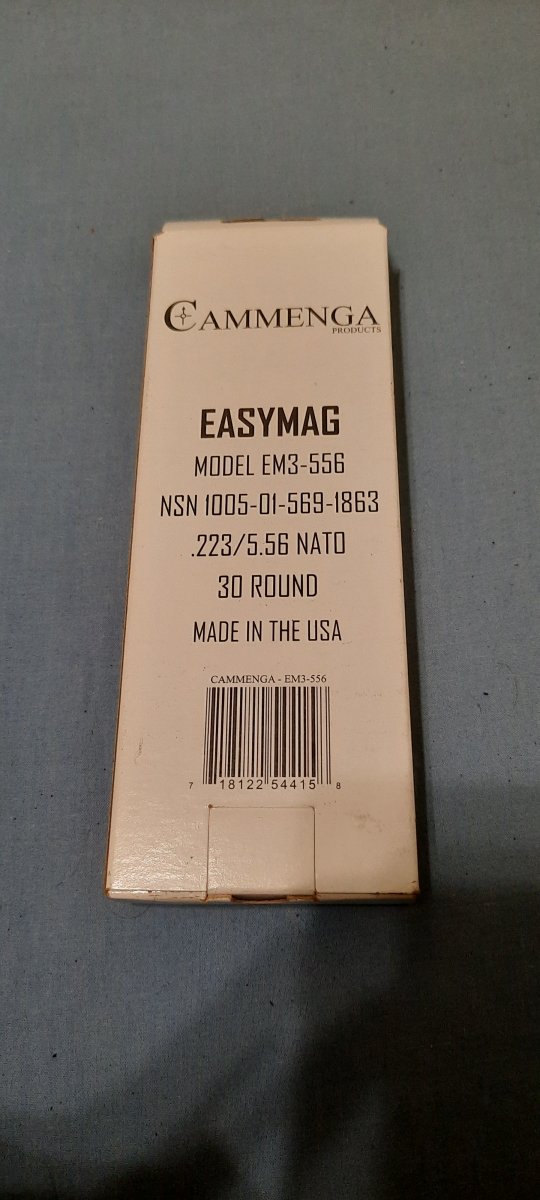 CAMMENGA
PRODUCTS
EASYMAG
MODEL EM3-556
NSN 1005-01-569-1863
.223/5.56 NATO
30 ROUND
MADE IN THE USA
CAMMENGA - EM3-556
7 18122 54415 8